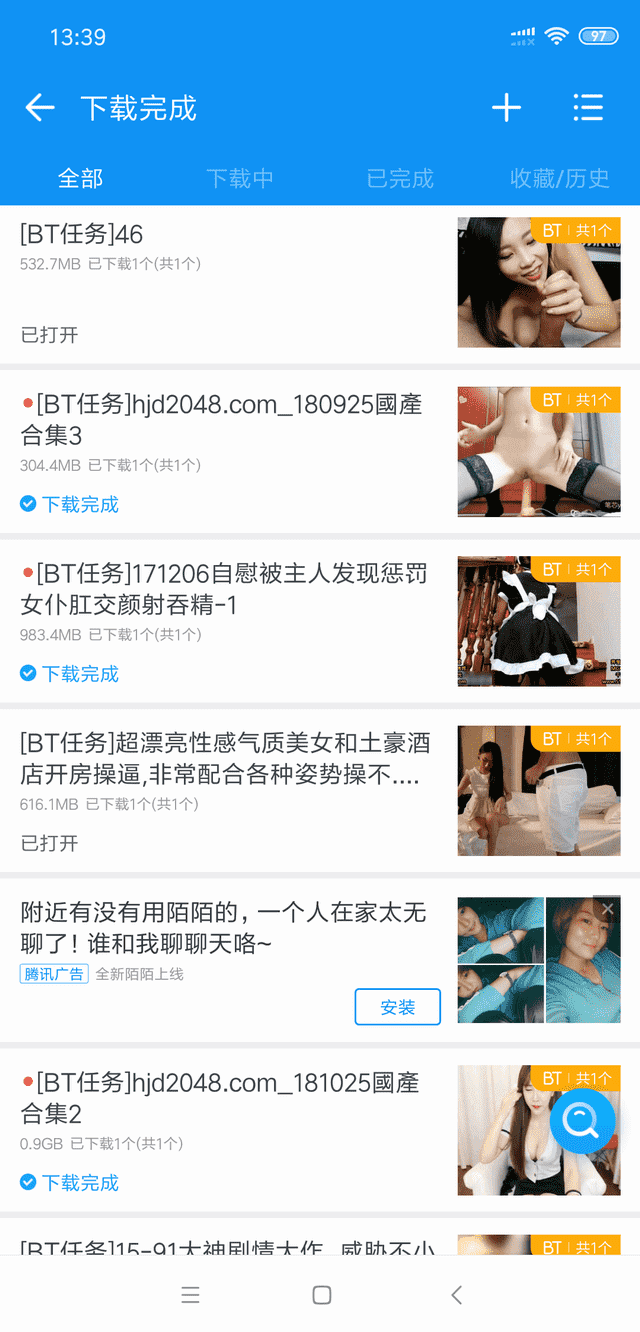 13:39
97
下载完成
全部
下载中
已完成
收藏/历史
[BT任务]46
BT | 共1个
532.7MB 已下载1个(共1个)
已打开
[BT任务]hjd2048.com_180925國產
合集3
BT | 共1个
304.4MB 已下载1个(共1个)
下载完成
[BT任务]171206自慰被主人发现惩罚
女仆肛交颜射吞精-1
BT | 共1个
983.4MB 已下载1个(共1个)
下载完成
[BT任务]超漂亮性感气质美女和土豪酒
店开房操逼,非常配合各种姿势操不....
BT | 共1个
616.1MB 已下载1个(共1个)
已打开
附近有没有用陌陌的，一个人在家太无
聊了！谁和我聊聊天咯~
腾讯广告 全新陌陌上线
安装
[BT任务]hjd2048.com_181025國產
合集2
BT | 共1个
0.9GB 已下载1个(共1个)
下载完成
[BT任务]15-91大神剧情大作 威胁不小
BT | 共1个